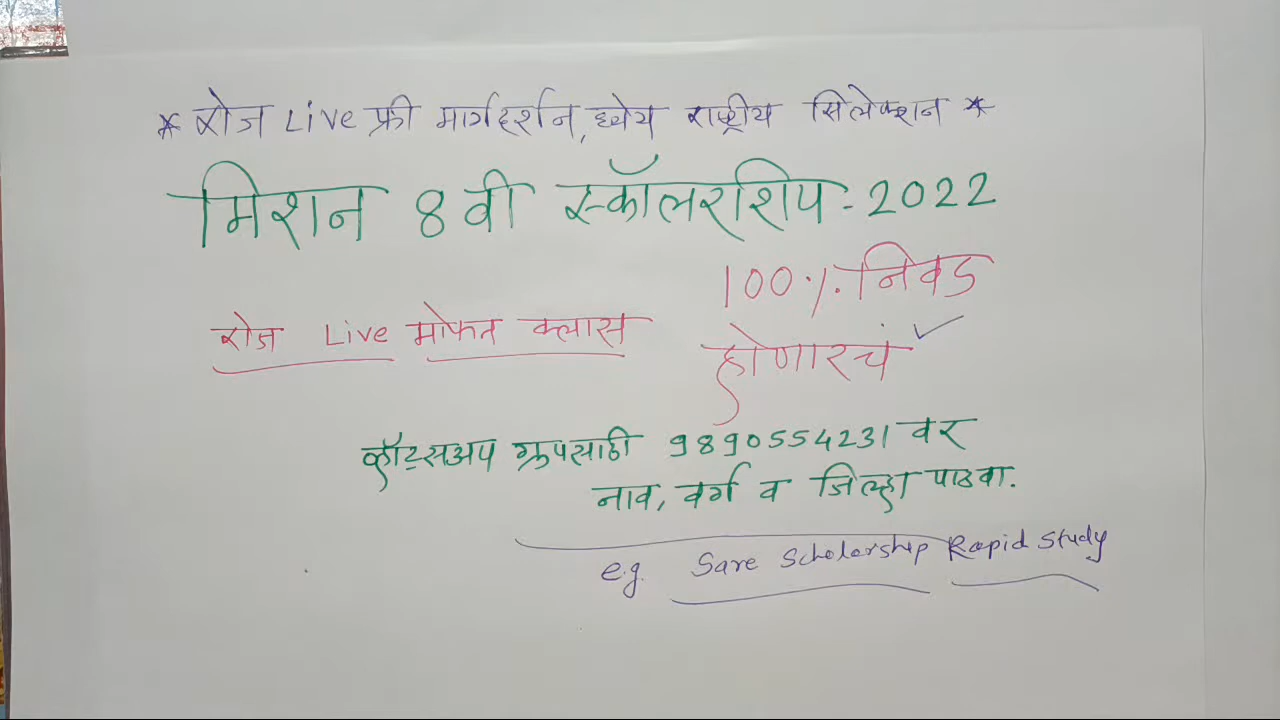 * रोज Live फ्री मार्गदर्शन, ध्येय राष्ट्रीय सिलेक्शन *
मिशन 8 वी स्कॉलरशिप - 2022
100% निवड
होणारचं ✓
रोज Live मोफत क्लास
व्हॉट्सअप ग्रुपसाठी 9890554231 वर
नाव, वर्ग व जिल्हा पाठवा.
e.g. Sare Scholarship Rapid Study